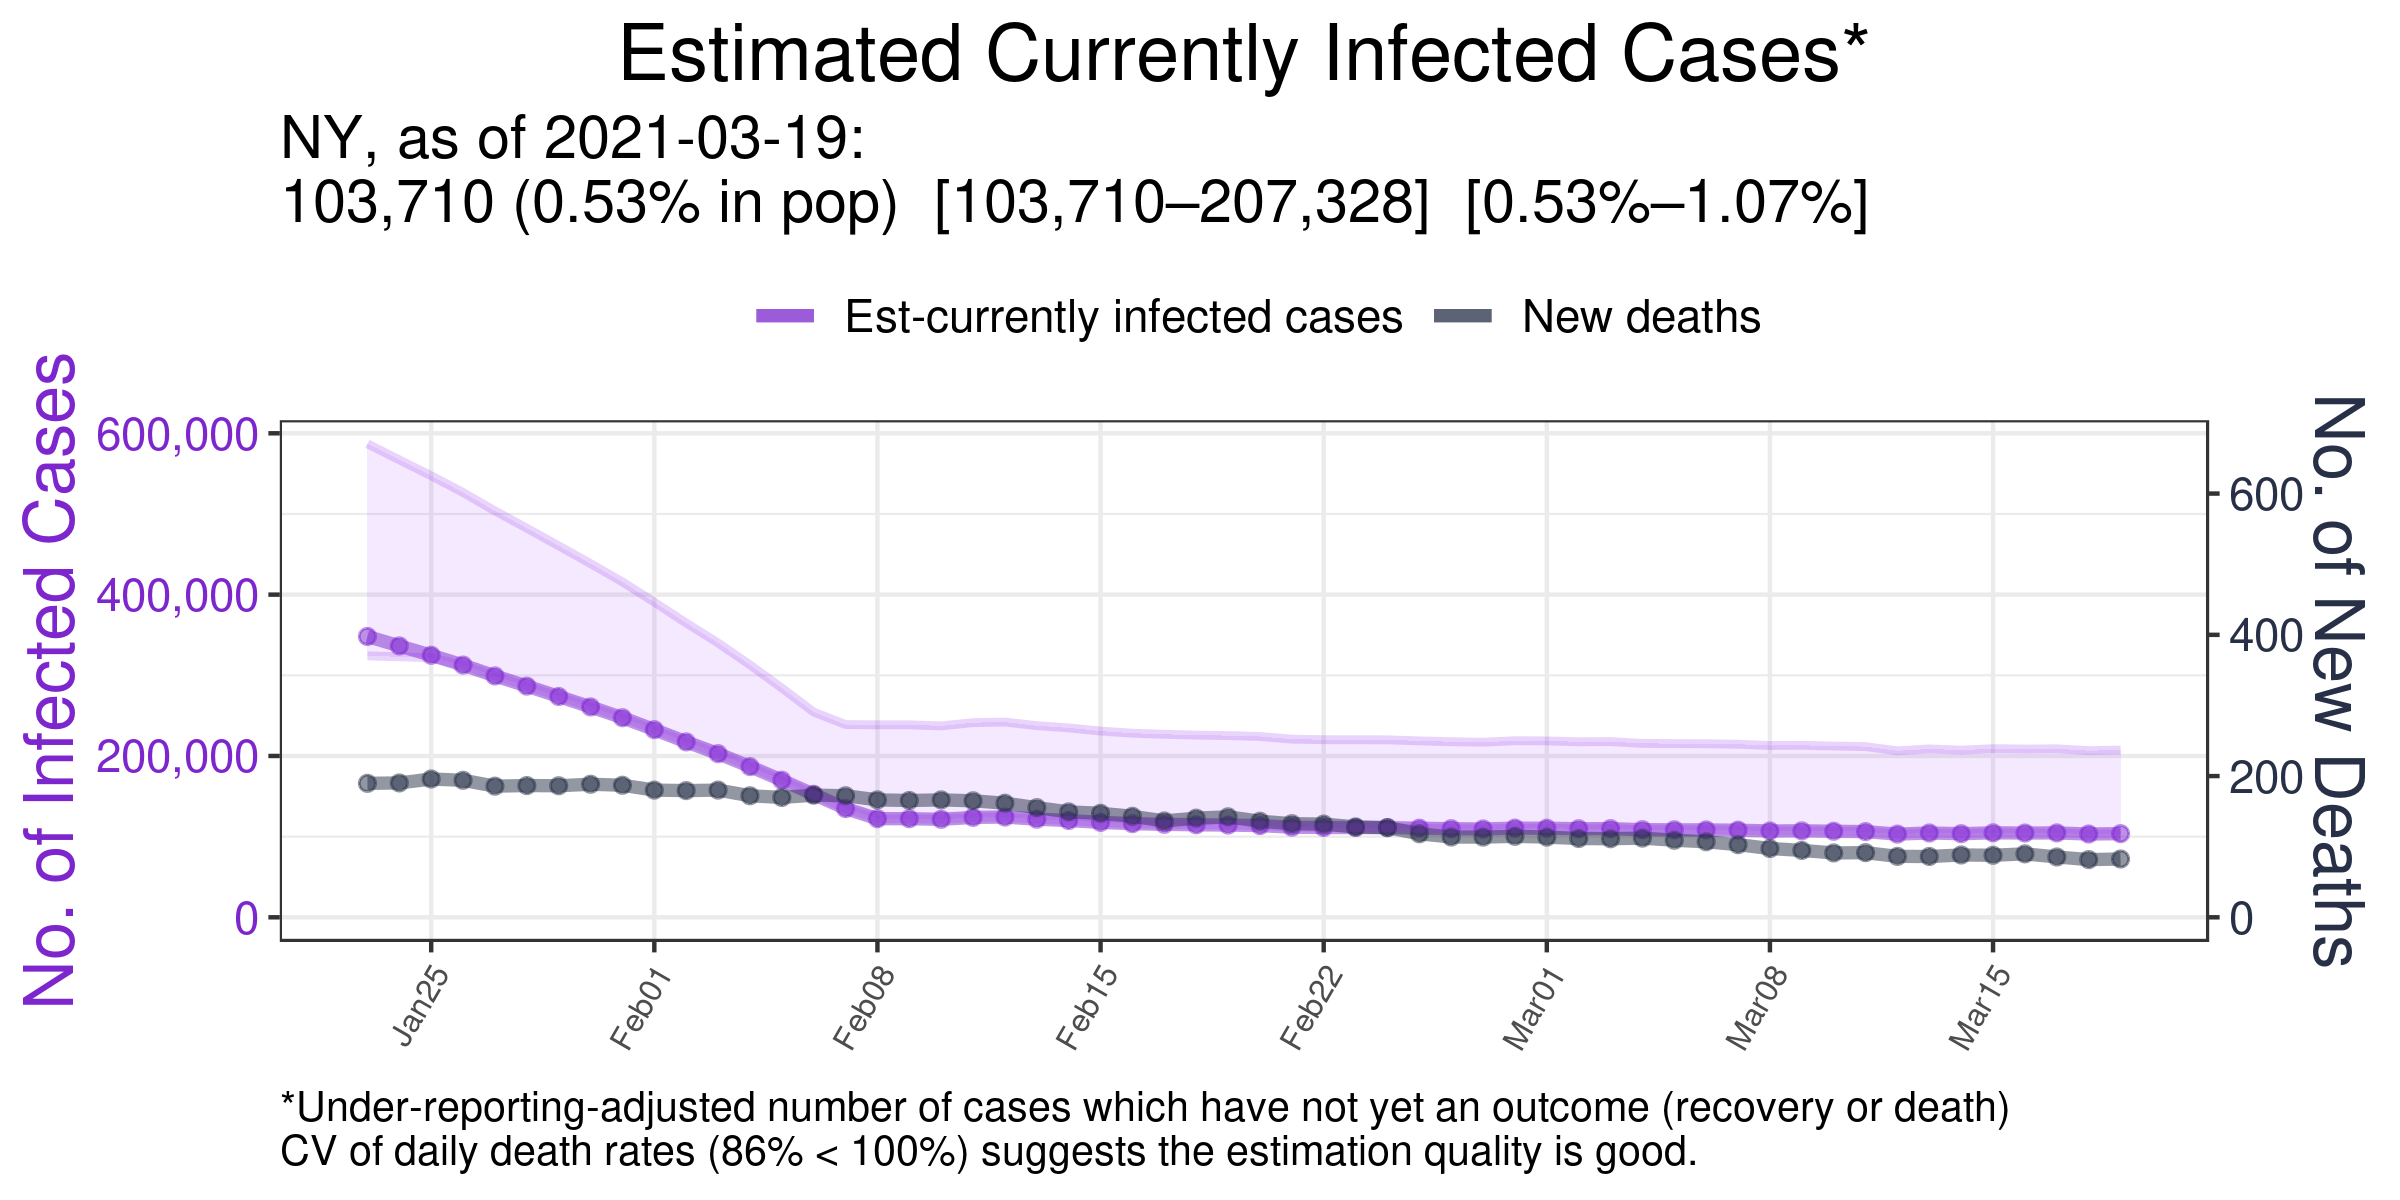 Estimated Currently Infected Cases*
NY, as of 2021-03-19:
103,710 (0.53% in pop)  [103,710–207,328]  [0.53%–1.07%]
Est-currently infected cases
New deaths
No. of Infected Cases
600,000
400,000
200,000
0
600
400
200
0
No. of New Deaths
Jan25
Feb01
Feb08
Feb15
Feb22
Mar01
Mar08
Mar15
*Under-reporting-adjusted number of cases which have not yet an outcome (recovery or death)
CV of daily death rates (86% < 100%) suggests the estimation quality is good.